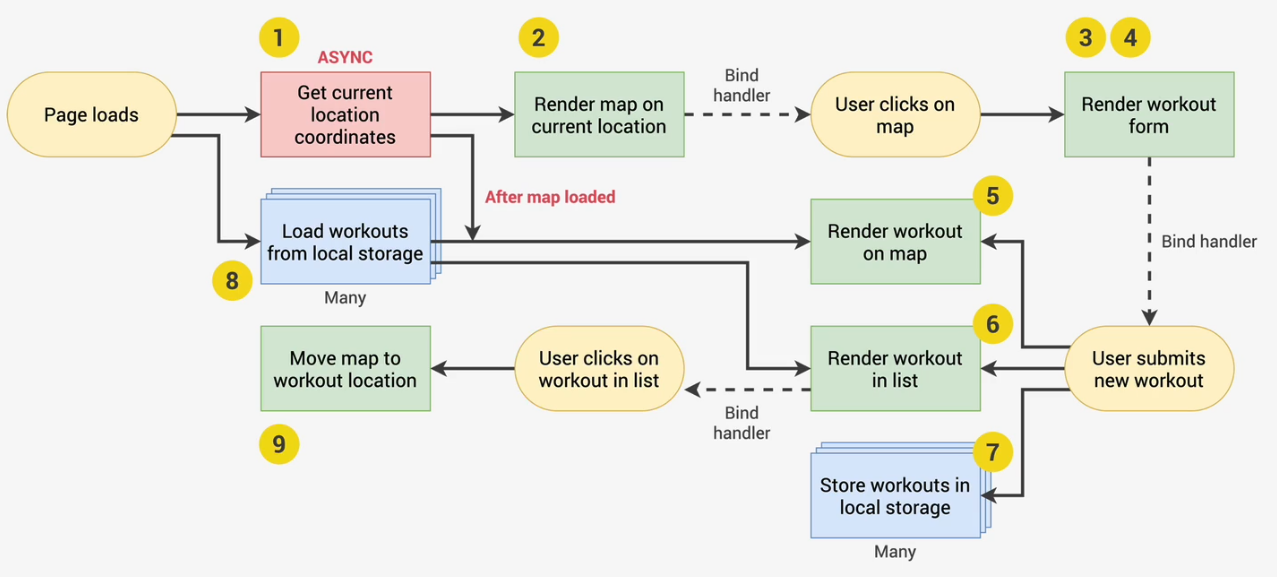 1
2
3
4
ASYNC
Page loads
Get current
location
coordinates
Render map on
current location
Bind
handler
User clicks on
map
Render workout
form
After map loaded
5
Load workouts
from local storage
8
Many
Render workout
on map
Bind handler
6
Move map to
workout location
9
User clicks on
workout in list
Bind
handler
Render workout
in list
User submits
new workout
7
Store workouts in
local storage
Many